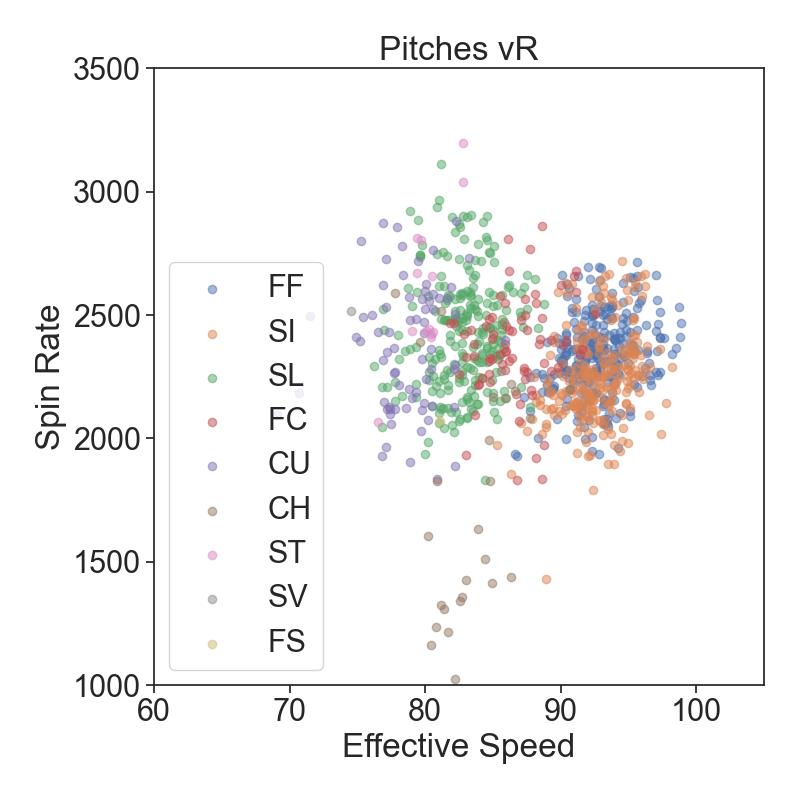 Pitches vR
3500
3000
2500
2000
1500
1000
Spin Rate
FF
SI
SL
FC
CU
CH
ST
SV
FS
60 70 80 90 100
Effective Speed